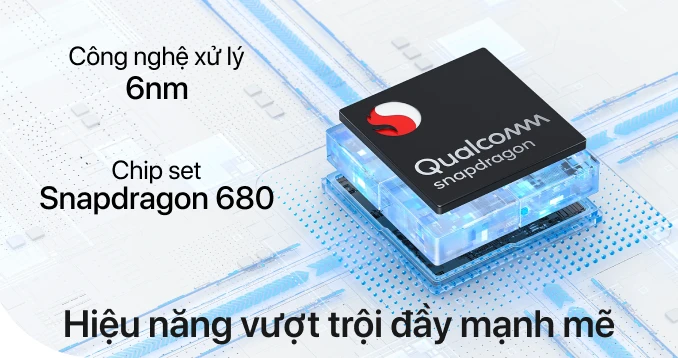 Công nghệ xử lý
6nm
Chip set
Snapdragon 680
Qualcomm
snapdragon
Hiệu năng vượt trội đầy mạnh mẽ